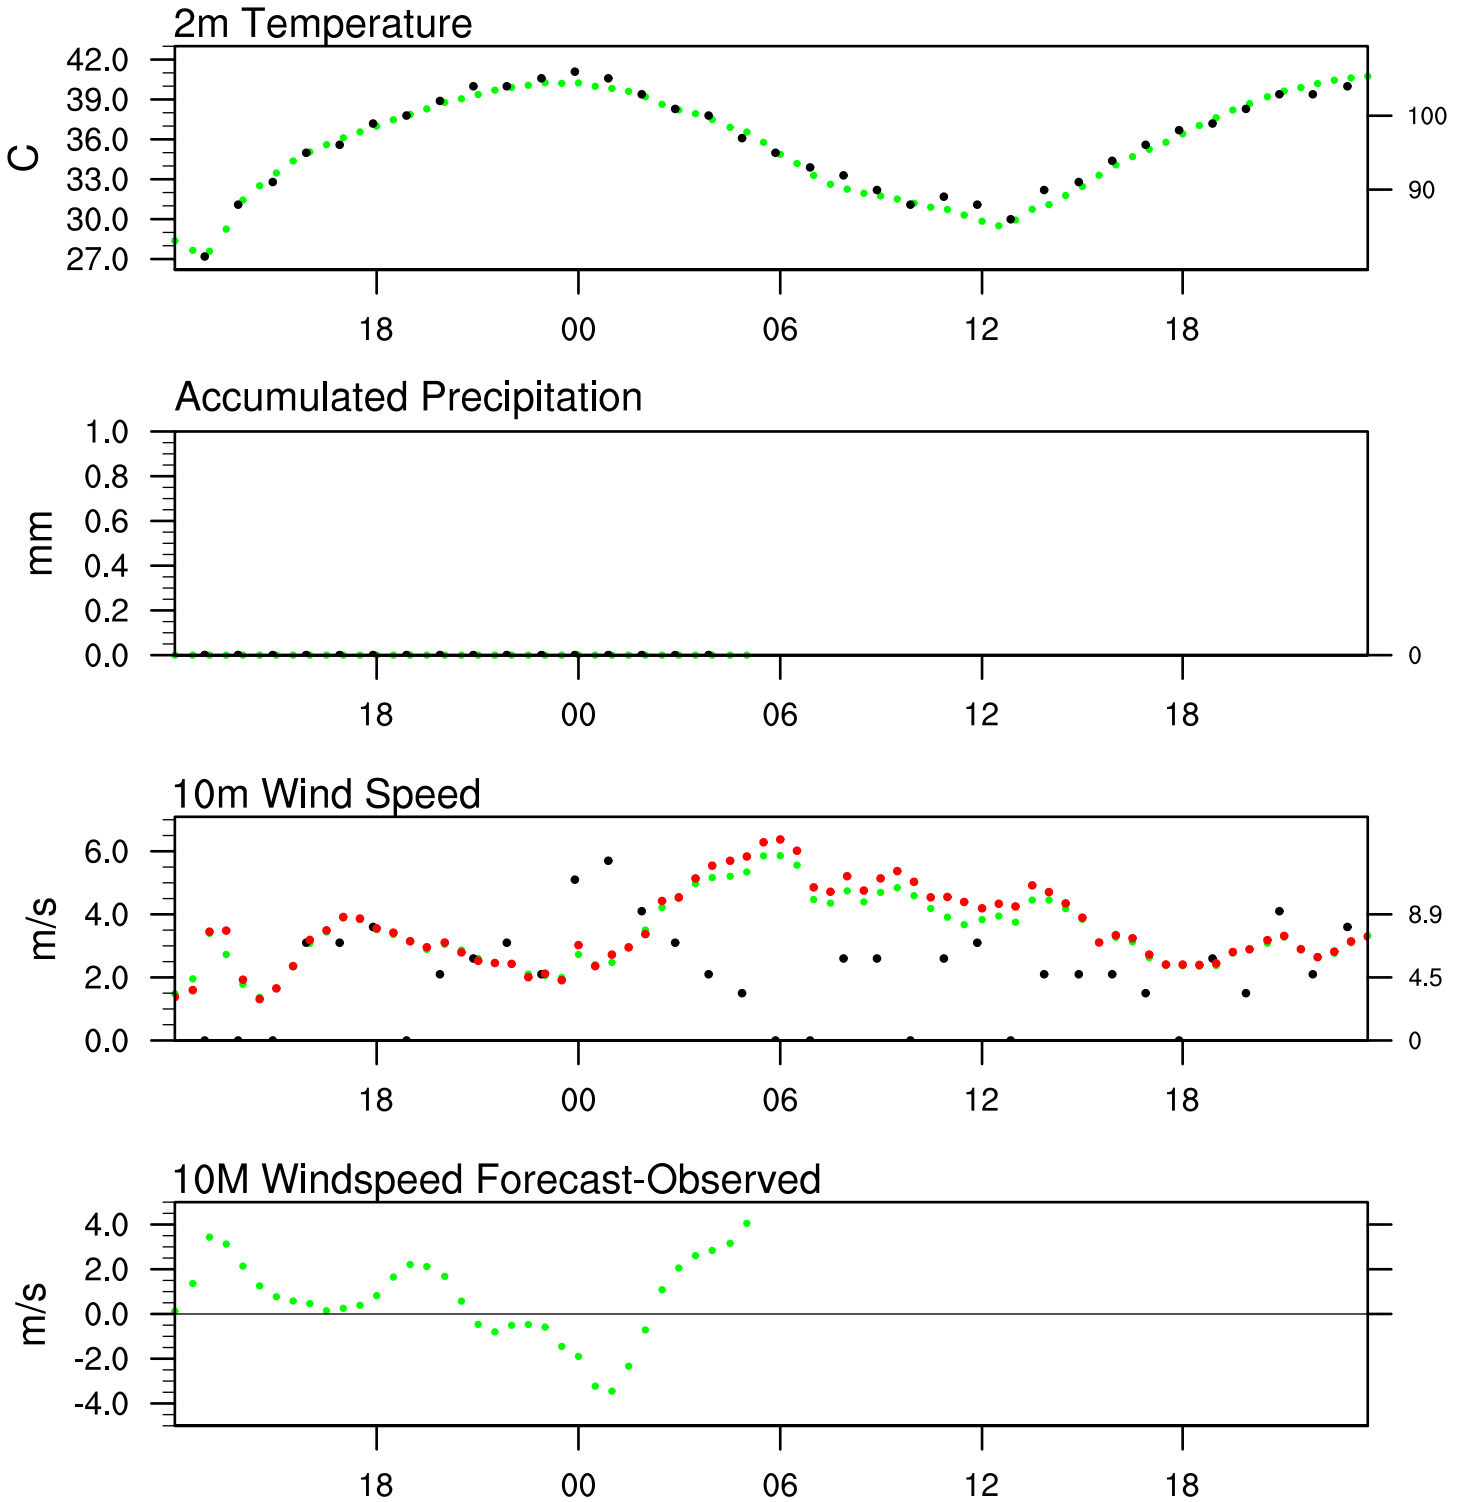 2m Temperature
C
42.0
39.0
36.0
33.0
30.0
27.0
100
90
18 00 06 12 18
Accumulated Precipitation
mm
1.0
0.8
0.6
0.4
0.2
0.0
0
18 00 06 12 18
10m Wind Speed
m/s
6.0
4.0
2.0
0.0
8.9
4.5
0
18 00 06 12 18
10M Windspeed Forecast-Observed
m/s
4.0
2.0
0.0
-2.0
-4.0
18 00 06 12 18